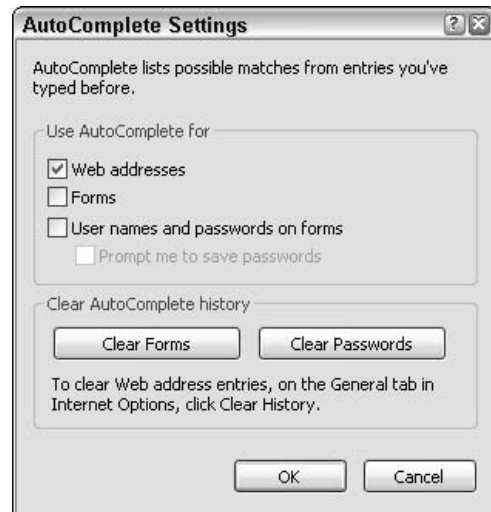 AutoComplete Settings
AutoComplete lists possible matches from entries you've
typed before.
Use AutoComplete for
Web addresses
Forms
User names and passwords on forms
Prompt me to save passwords
Clear AutoComplete history
Clear Forms
Clear Passwords
To clear Web address entries, on the General tab in
Internet Options, click Clear History.
OK
Cancel